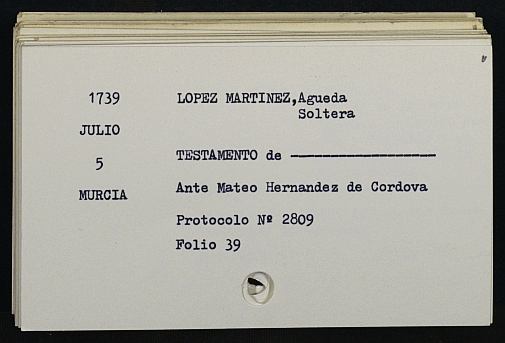 1739
JULIO
5
MURCIA
LOPEZ MARTINEZ,Agueda
Soltera
TESTAMENTO de ------------------
Ante Mateo Hernandez de Cordova
Protocolo Nº 2809
Folio 39